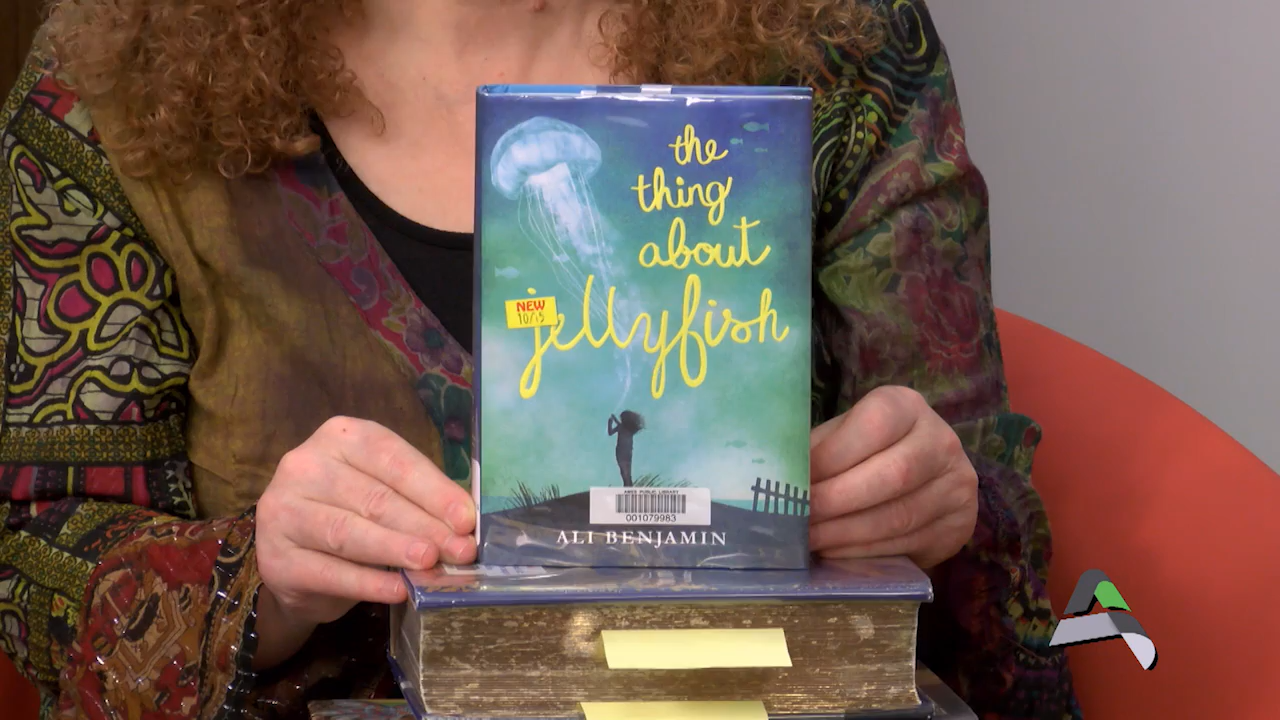 the
thing
about
jellyfish
NEW
10/15
AMES PUBLIC LIBRARY
001079983
ALI BENJAMIN